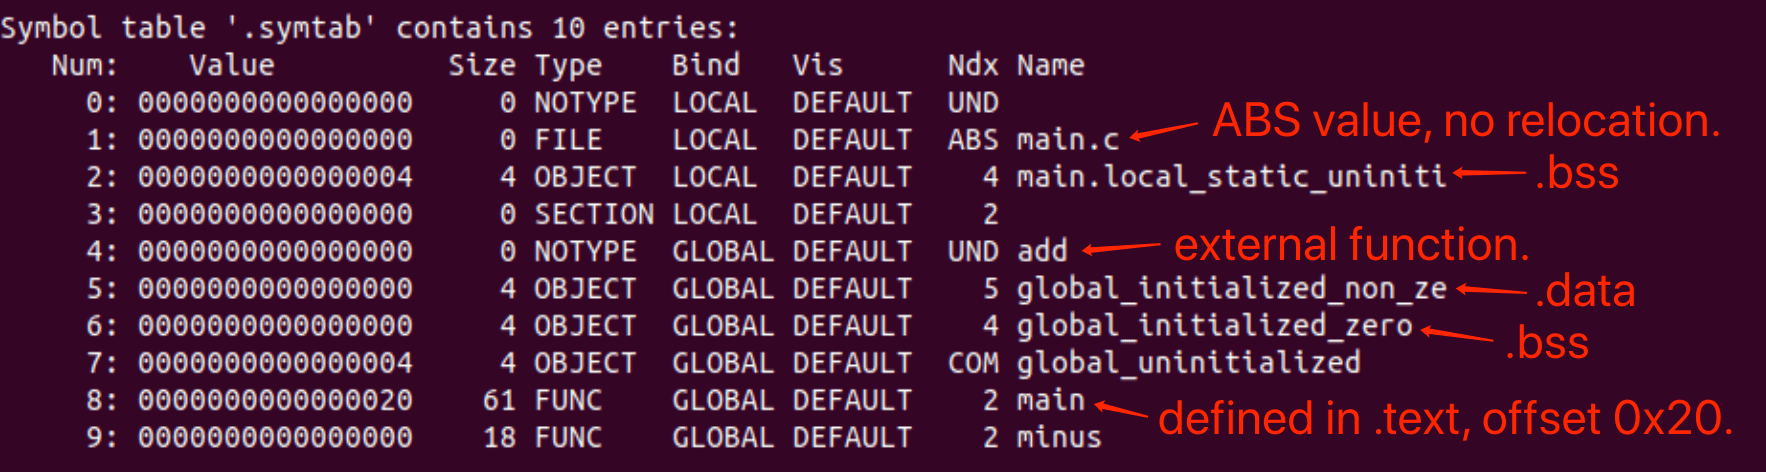 Symbol table '.symtab' contains 10 entries:
Num: Value Size Type Bind Vis Ndx Name
0: 0000000000000000 0 NOTYPE LOCAL DEFAULT UND
1: 0000000000000000 0 FILE LOCAL DEFAULT ABS main.c ABS value, no relocation.
2: 0000000000000004 4 OBJECT LOCAL DEFAULT 4 main.local_static_uniniti .bss
3: 0000000000000000 0 SECTION LOCAL DEFAULT 2
4: 0000000000000000 0 NOTYPE GLOBAL DEFAULT UND add external function.
5: 0000000000000000 4 OBJECT GLOBAL DEFAULT 5 global_initialized_non_ze .data
6: 0000000000000000 4 OBJECT GLOBAL DEFAULT 4 global_initialized_zero .bss
7: 0000000000000004 4 OBJECT GLOBAL DEFAULT COM global_uninitialized
8: 0000000000000020 61 FUNC GLOBAL DEFAULT 2 main defined in .text, offset 0x20.
9: 0000000000000000 18 FUNC GLOBAL DEFAULT 2 minus